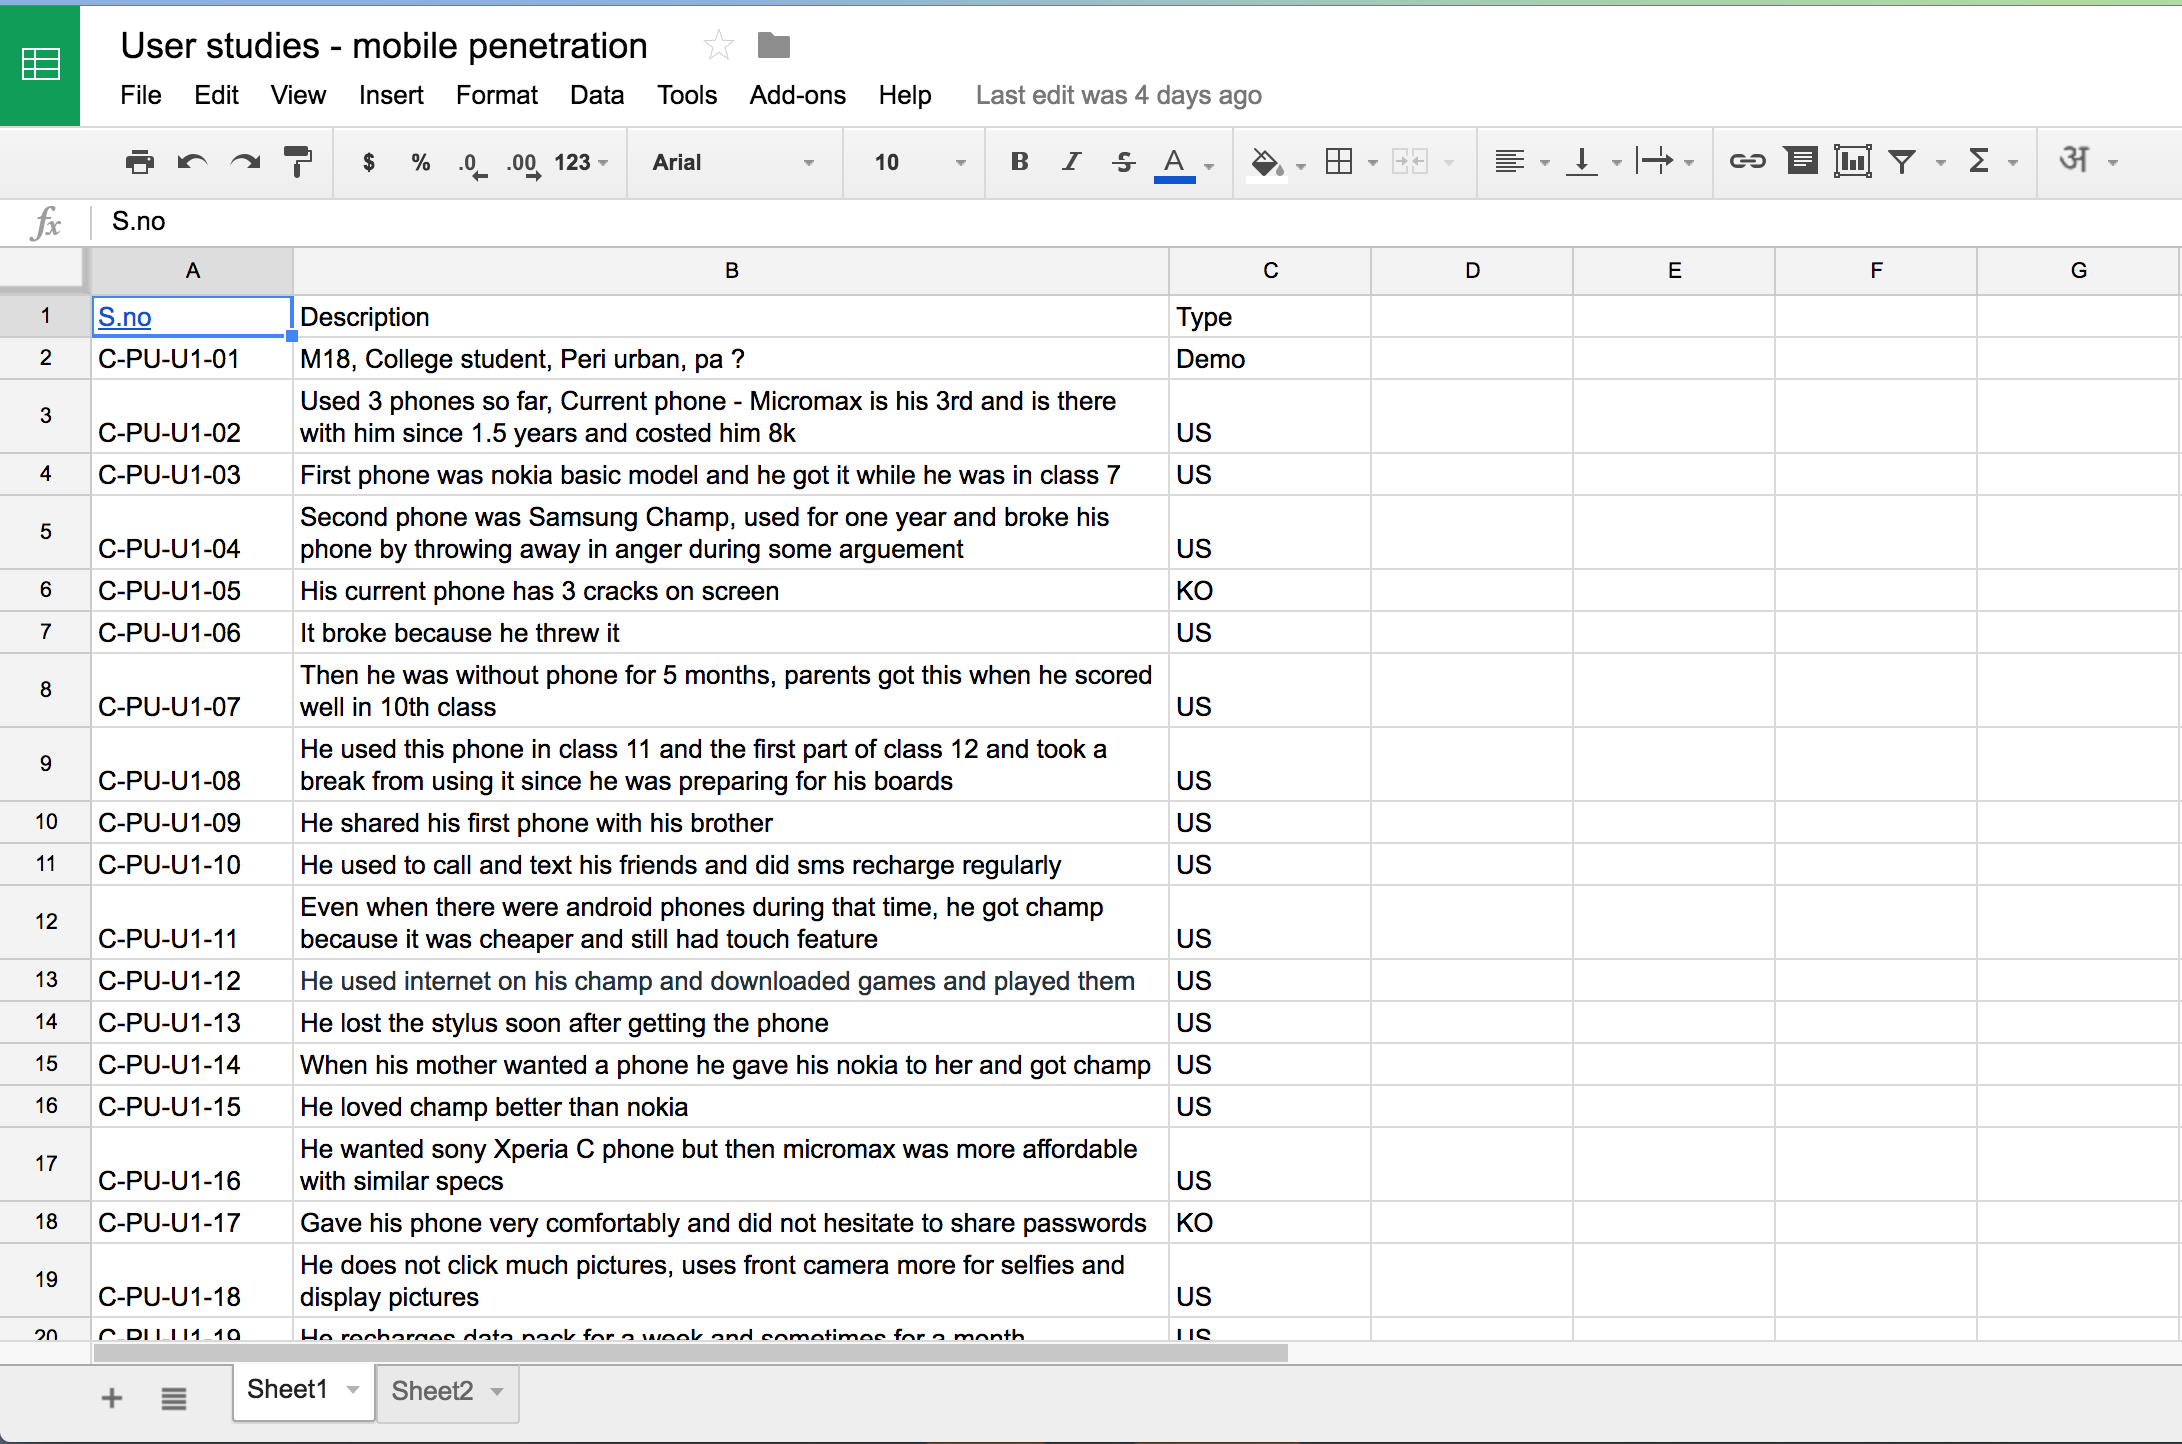 User studies - mobile penetration
File Edit View Insert Format Data Tools Add-ons Help Last edit was 4 days ago
$ % .0 .00 123 Arial 10 B I S A Σ अ
fx S.no
A B C D E F G
1 S.no Description Type
2 C-PU-U1-01 M18, College student, Peri urban, pa ? Demo
Used 3 phones so far, Current phone - Micromax is his 3rd and is there
3 C-PU-U1-02 with him since 1.5 years and costed him 8k US
4 C-PU-U1-03 First phone was nokia basic model and he got it while he was in class 7 US
Second phone was Samsung Champ, used for one year and broke his
5 C-PU-U1-04 phone by throwing away in anger during some arguement US
6 C-PU-U1-05 His current phone has 3 cracks on screen KO
7 C-PU-U1-06 It broke because he threw it US
Then he was without phone for 5 months, parents got this when he scored
8 C-PU-U1-07 well in 10th class US
He used this phone in class 11 and the first part of class 12 and took a
9 C-PU-U1-08 break from using it since he was preparing for his boards US
10 C-PU-U1-09 He shared his first phone with his brother US
11 C-PU-U1-10 He used to call and text his friends and did sms recharge regularly US
Even when there were android phones during that time, he got champ
12 C-PU-U1-11 because it was cheaper and still had touch feature US
13 C-PU-U1-12 He used internet on his champ and downloaded games and played them US
14 C-PU-U1-13 He lost the stylus soon after getting the phone US
15 C-PU-U1-14 When his mother wanted a phone he gave his nokia to her and got champ US
16 C-PU-U1-15 He loved champ better than nokia US
He wanted sony Xperia C phone but then micromax was more affordable
17 C-PU-U1-16 with similar specs US
18 C-PU-U1-17 Gave his phone very comfortably and did not hesitate to share passwords KO
He does not click much pictures, uses front camera more for selfies and
19 C-PU-U1-18 display pictures US
20 C-PU-U1-19 He recharges data pack for a week and sometimes for a month US
Sheet1 Sheet2